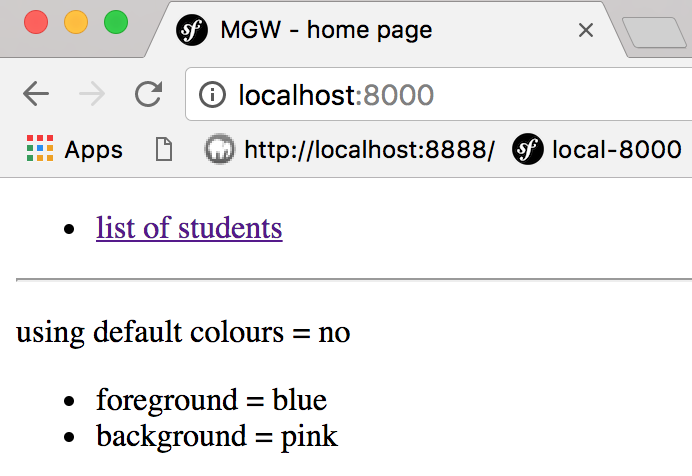 MGW - home page
localhost:8000
Apps http://localhost:8888/ local-8000
list of students
using default colours = no
foreground = blue
background = pink